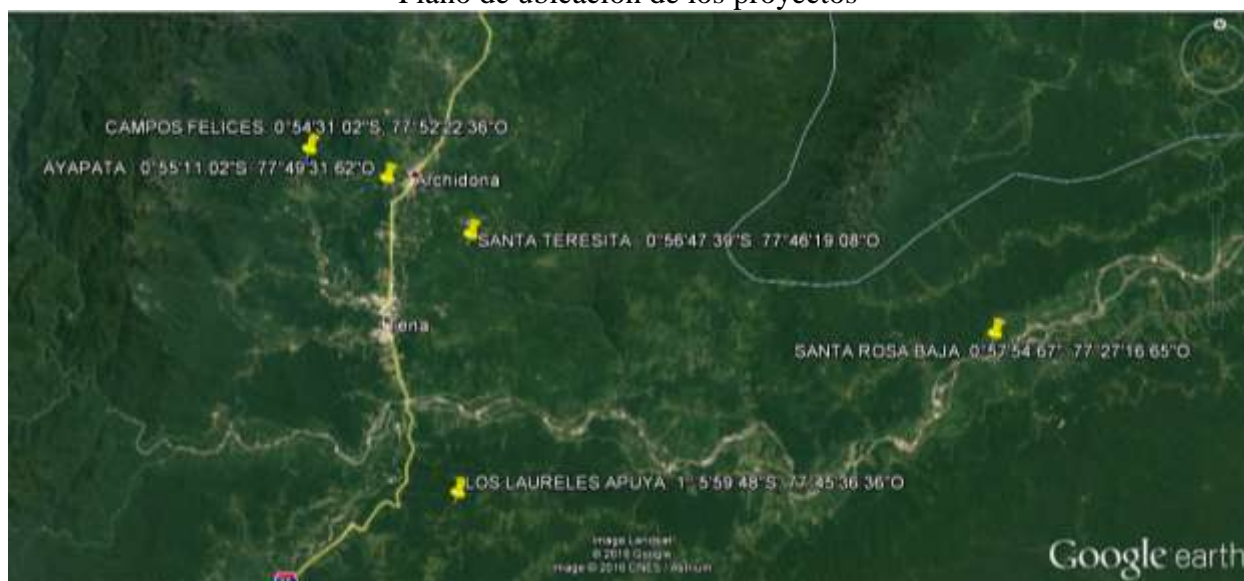 Plano de ubicación de los proyectos
CAMPOS FELICES 0°54'31 02"S, 77°52'22 36"O
AYAPATA 0°55'11 02"S 77°49'31 62"O
Archidona
SANTA TERESITA 0°56'47 39"S 77°46'19 08"O
Tena
SANTA ROSA BAJA 0°57'54 67" 77°27'16 65"O
LOS LAURELES APUYA 1° 5'59 48"S 77°45'36 36"O
Image Landsat
© 2016 Google
Image © 2016 CNES / Astrium
Google earth